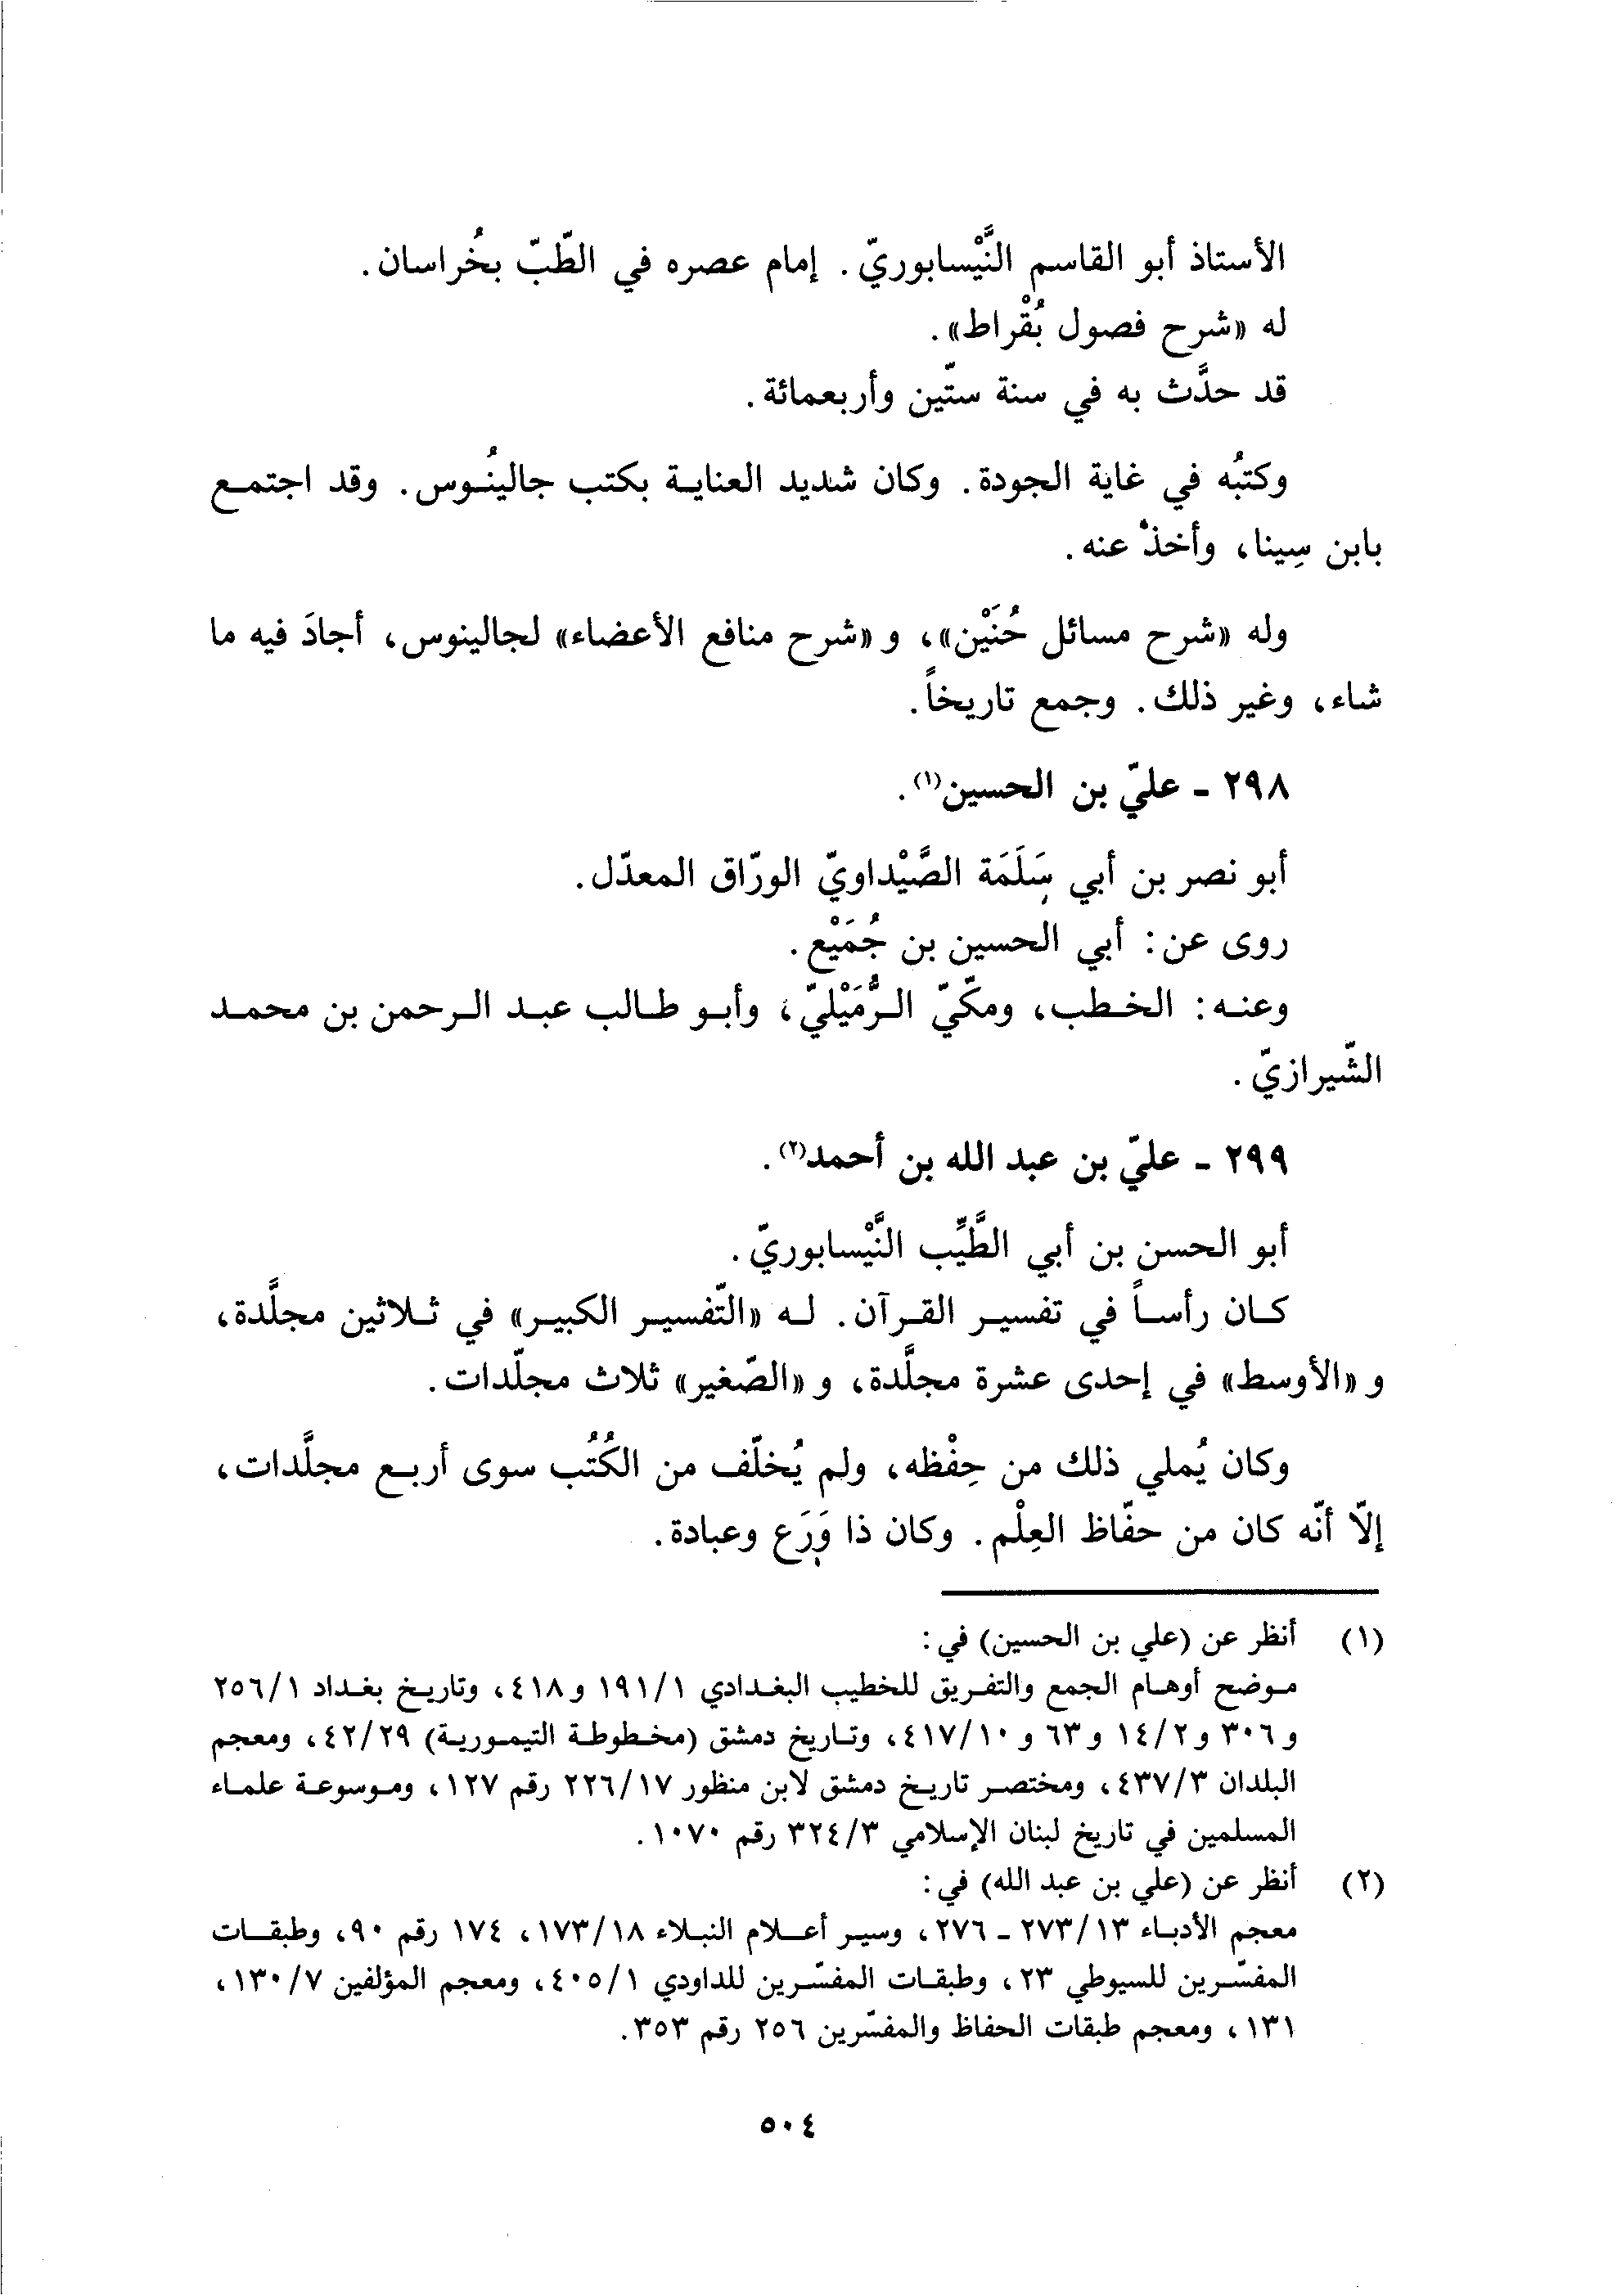 الأستاذ أبو القاسم النَّيْسابوريّ. إمام عصره في الطّبّ بخُراسان.
له «شرح فصول بُقْراط».
قد حدَّث به في سنة ستّين وأربعمائة.
وكتبُه في غاية الجودة. وكان شديد العناية بكتب جالينُوس. وقد اجتمع
بابن سِينا، وأخذ عنه.
وله «شرح مسائل حُنَيْن»، و«شرح منافع الأعضاء» لجالينوس، أجادَ فيه ما
شاء، وغير ذلك. وجمع تاريخاً.
٢٩٨ - عليّ بن الحسين(١).
أبو نصر بن أبي سَلَمَة الصَّيْداويّ الورّاق المعدّل.
روى عن: أبي الحسين بن جُمَيْع.
وعنه: الخطب، ومكّيّ الرُّمَيْليّ، وأبو طالب عبد الرحمن بن محمد
الشّيرازيّ.
٢٩٩ - عليّ بن عبد الله بن أحمد(٢).
أبو الحسن بن أبي الطَّيِّب النَّيْسابوريّ.
كان رأساً في تفسير القرآن. له «التّفسير الكبير» في ثلاثين مجلَّدة،
و«الأوسط» في إحدى عشرة مجلَّدة، و«الصّغير» ثلاث مجلّدات.
وكان يُملي ذلك من حِفْظه، ولم يُخلّف من الكُتُب سوى أربع مجلَّدات،
إلّا أنّه كان من حفّاظ العِلْم. وكان ذا وَرَع وعبادة.
(١) أنظر عن (علي بن الحسين) في:
موضح أوهام الجمع والتفريق للخطيب البغدادي ١/١٩١ و٤١٨، وتاريخ بغداد ١/٢٥٦
و٣٠٦ و٢/١٤ و٦٣ و١٠/٤١٧، وتاريخ دمشق (مخطوطة التيمورية) ٢٩/٤٢، ومعجم
البلدان ٣/٤٣٧، ومختصر تاريخ دمشق لابن منظور ١٧/٢٢٦ رقم ١٢٧، وموسوعة علماء
المسلمين في تاريخ لبنان الإسلامي ٣/٣٢٤ رقم ١٠٧٠.
(٢) أنظر عن (علي بن عبد الله) في:
معجم الأدباء ١٣/٢٧٣ - ٢٧٦، وسير أعلام النبلاء ١٨/١٧٣، ١٧٤ رقم ٩٠، وطبقات
المفسّرين للسيوطي ٢٣، وطبقات المفسّرين للداودي ١/٤٠٥، ومعجم المؤلفين ٧/١٣٠،
١٣١، ومعجم طبقات الحفاظ والمفسّرين ٢٥٦ رقم ٣٥٣.
٥٠٤